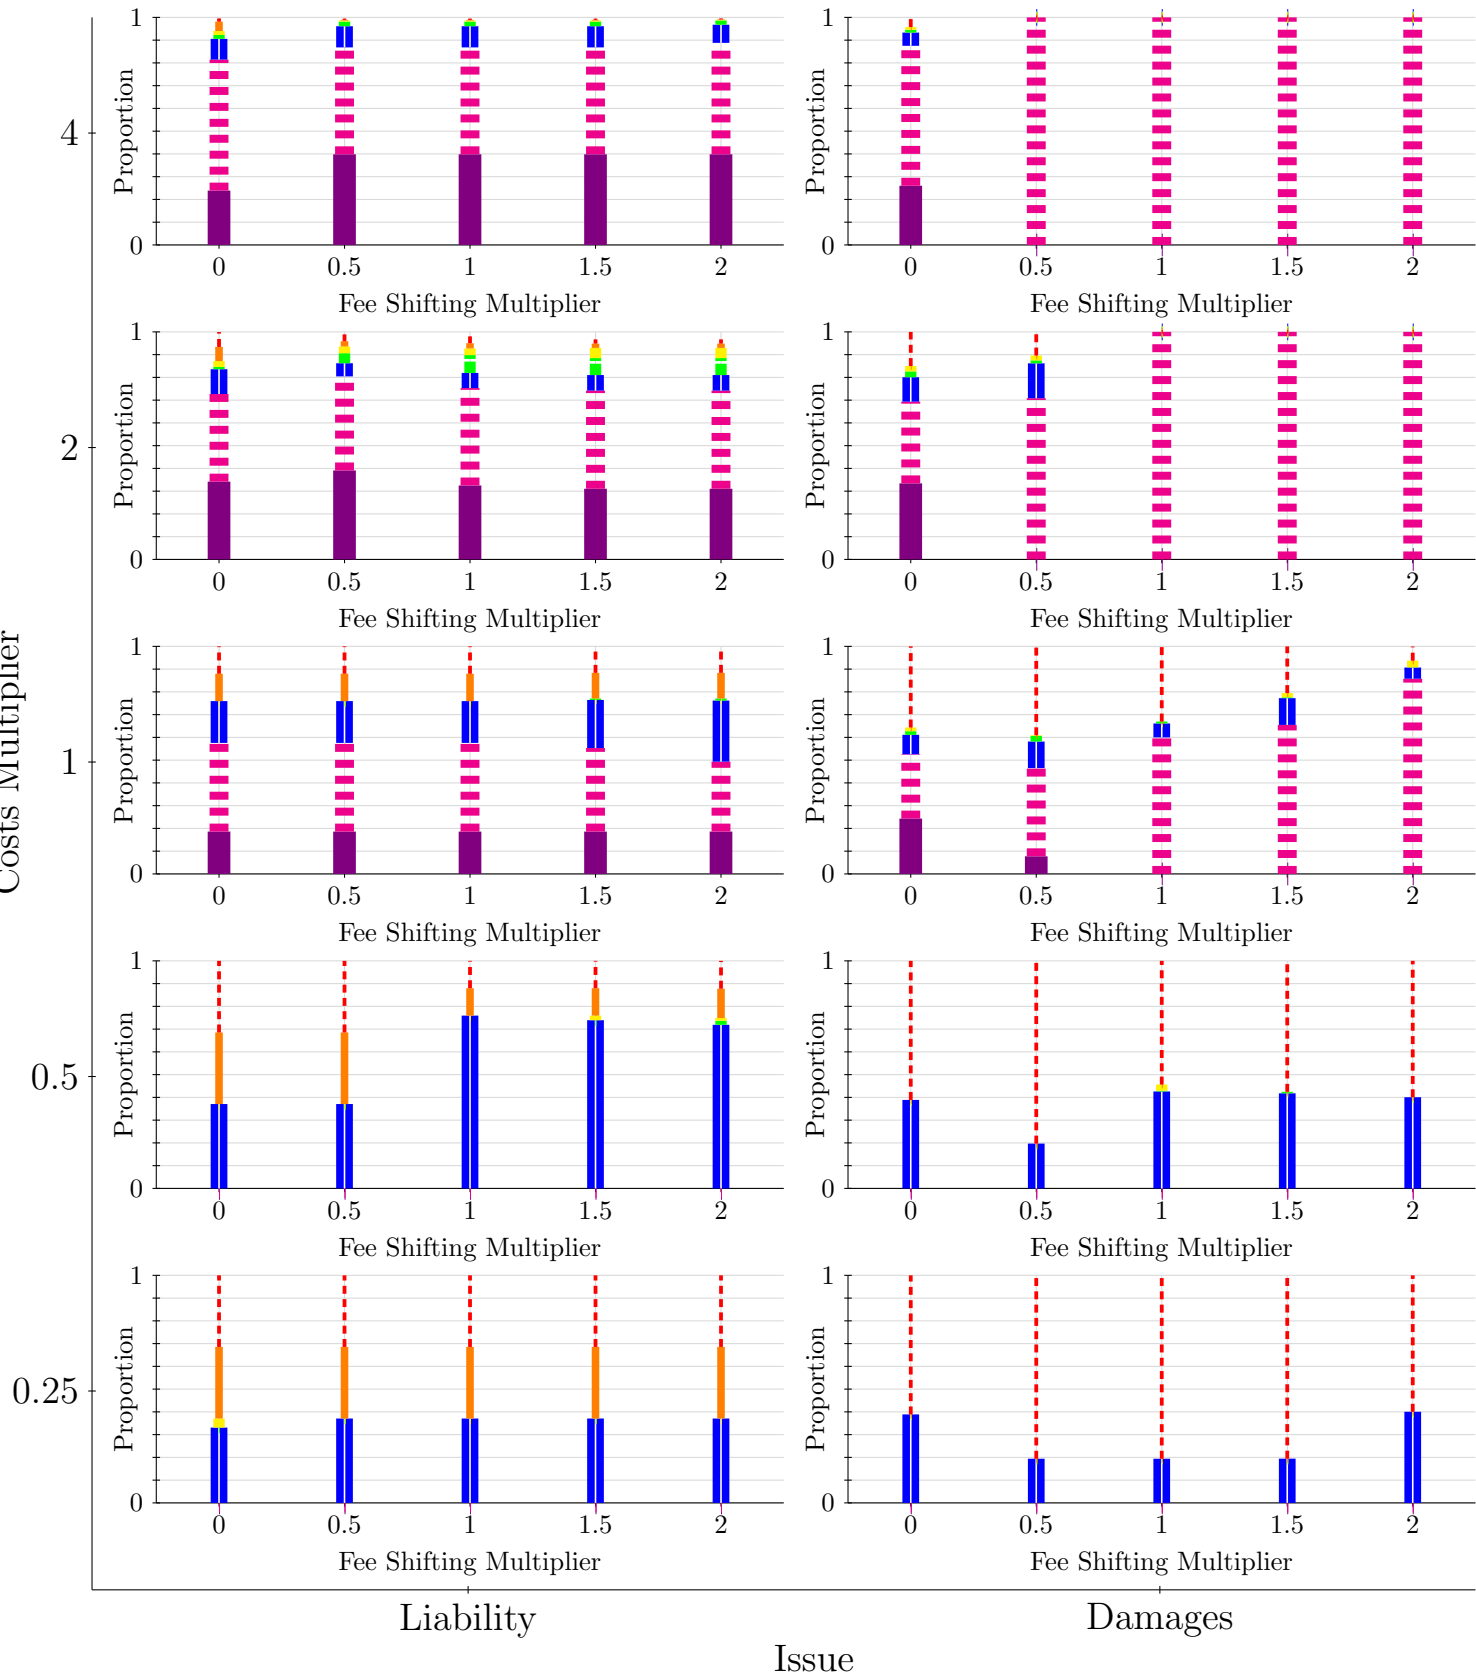 1
Proportion
0
0 0.5 1 1.5 2
Fee Shifting Multiplier
1
Proportion
0
0 0.5 1 1.5 2
Fee Shifting Multiplier
4
1
Proportion
0
0 0.5 1 1.5 2
Fee Shifting Multiplier
1
Proportion
0
0 0.5 1 1.5 2
Fee Shifting Multiplier
2
1
Proportion
0
0 0.5 1 1.5 2
Fee Shifting Multiplier
1
Proportion
0
0 0.5 1 1.5 2
Fee Shifting Multiplier
1
Costs Multiplier
1
Proportion
0
0 0.5 1 1.5 2
Fee Shifting Multiplier
1
Proportion
0
0 0.5 1 1.5 2
Fee Shifting Multiplier
0.5
1
Proportion
0
0 0.5 1 1.5 2
Fee Shifting Multiplier
1
Proportion
0
0 0.5 1 1.5 2
Fee Shifting Multiplier
0.25
Liability
Damages
Issue